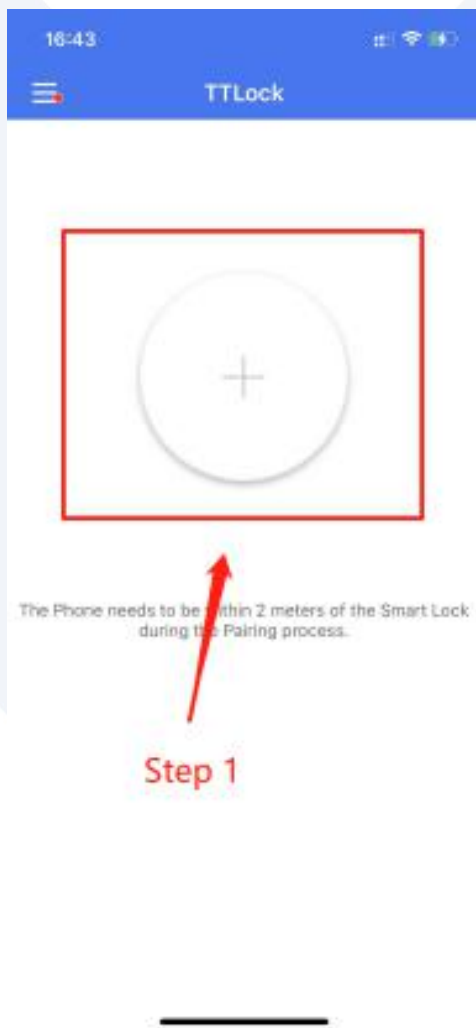 16:43
TTLock
The Phone needs to be within 2 meters of the Smart Lock
during the Pairing process.
Step 1